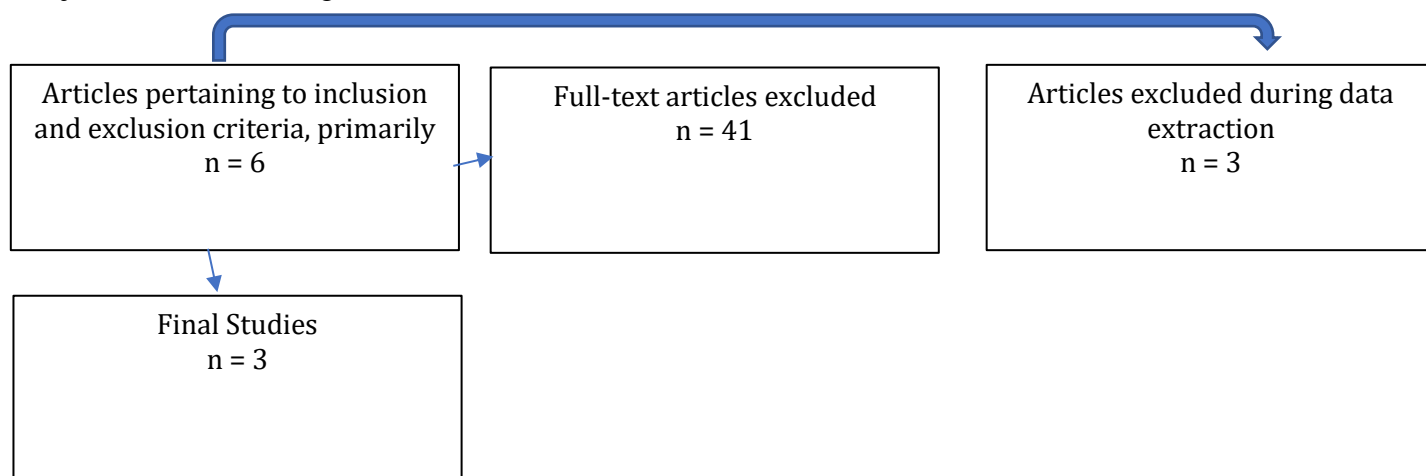 Articles pertaining to inclusion
and exclusion criteria, primarily
n = 6
Full-text articles excluded
n = 41
Articles excluded during data
extraction
n = 3
Final Studies
n = 3